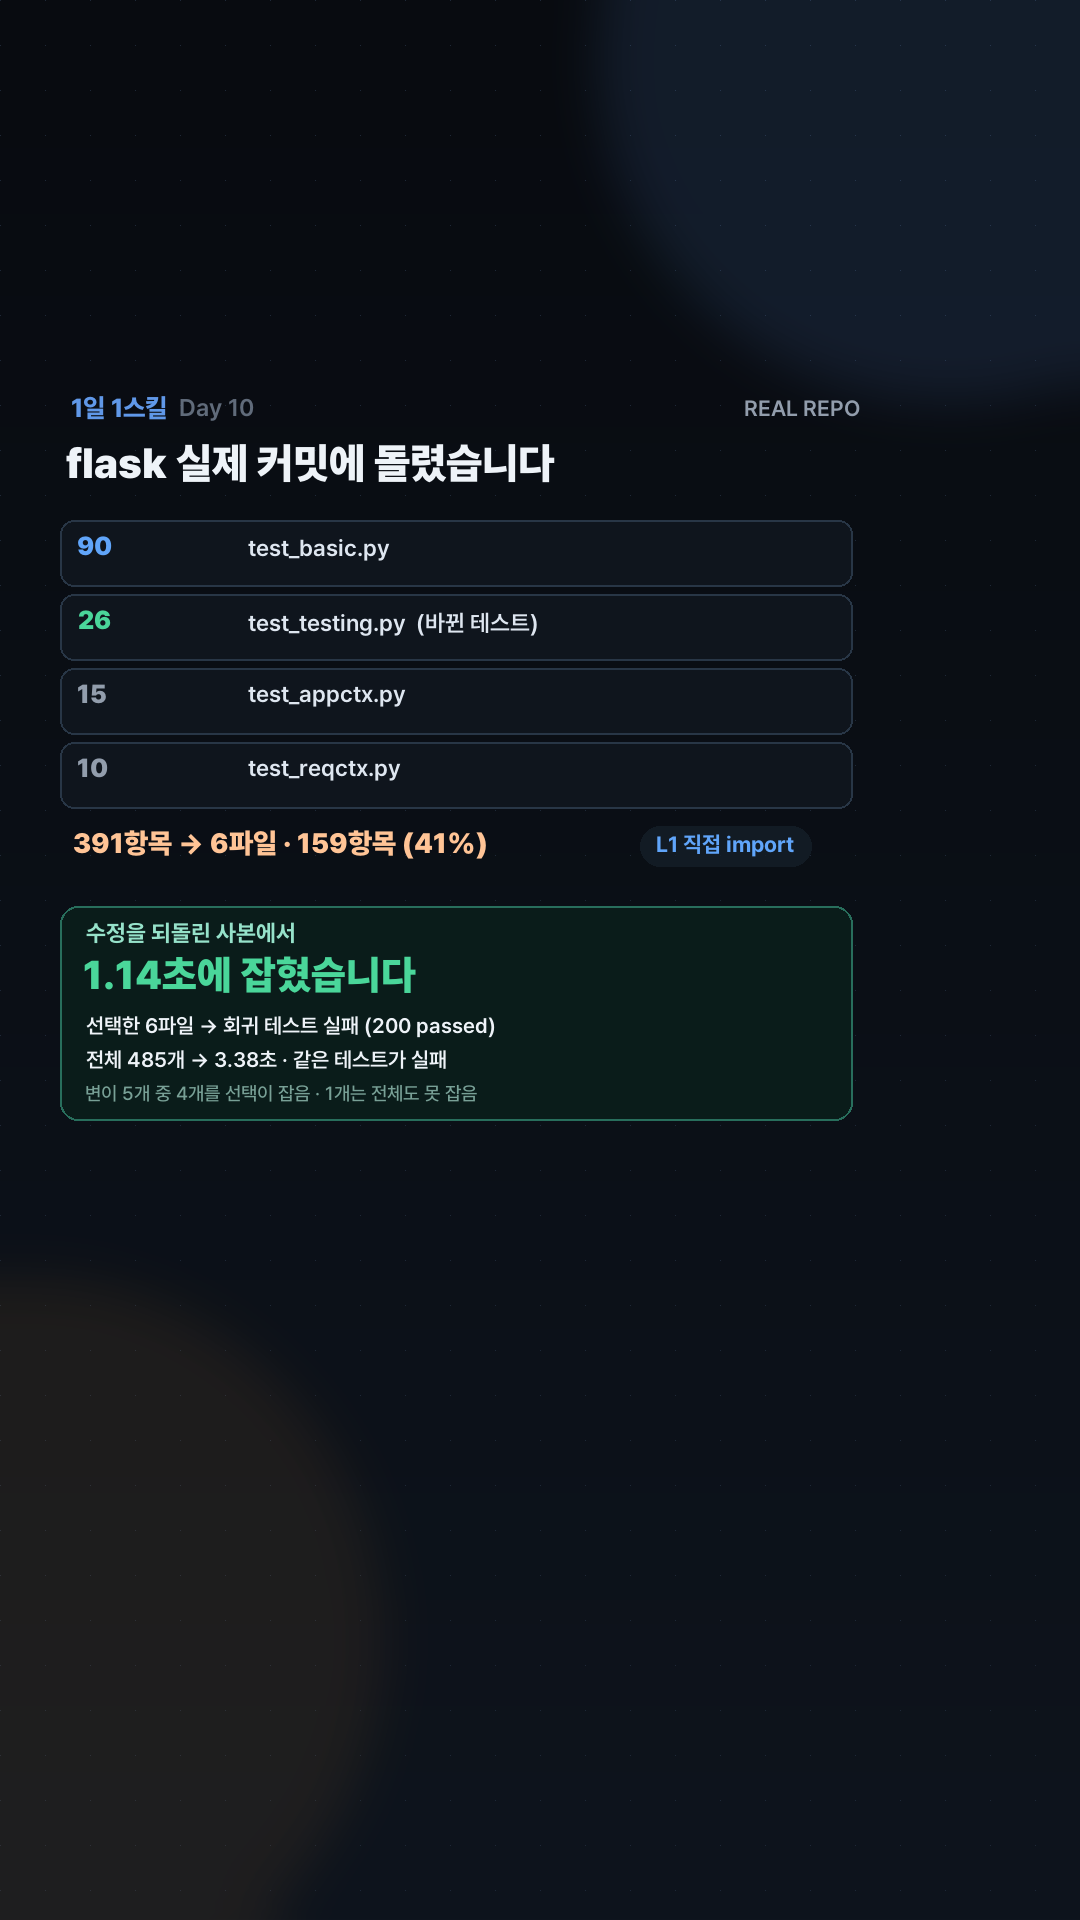 1일 1스킬 Day 10 REAL REPO
flask 실제 커밋에 돌렸습니다
90 test_basic.py
26 test_testing.py (바뀐 테스트)
15 test_appctx.py
10 test_reqctx.py
391항목 → 6파일 · 159항목 (41%) L1 직접 import
수정을 되돌린 사본에서
1.14초에 잡혔습니다
선택한 6파일 → 회귀 테스트 실패 (200 passed)
전체 485개 → 3.38초 · 같은 테스트가 실패
변이 5개 중 4개를 선택이 잡음 · 1개는 전체도 못 잡음